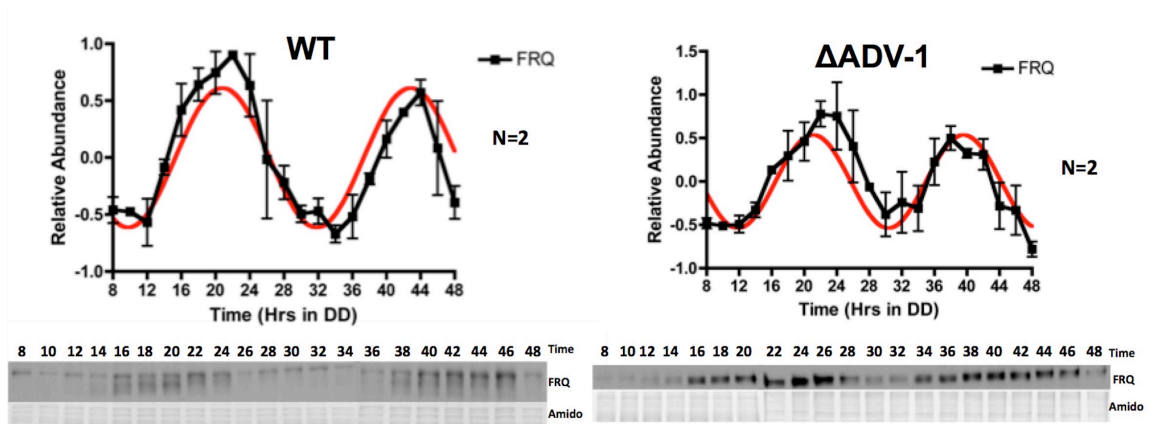 WT
FRQ
N=2
Relative Abundance
1.0
0.5
0.0
-0.5
-1.0
8 12 16 20 24 28 32 36 40 44 48
Time (Hrs in DD)
8 10 12 14 16 18 20 22 24 26 28 30 32 34 36 38 40 42 44 46 48 Time
FRQ
Amido
ΔADV-1
FRQ
N=2
Relative Abundance
1.5
1.0
0.5
0.0
-0.5
-1.0
8 12 16 20 24 28 32 36 40 44 48
Time (Hrs in DD)
8 10 12 14 16 18 20 22 24 26 28 30 32 34 36 38 40 42 44 46 48 Time
FRQ
Amido